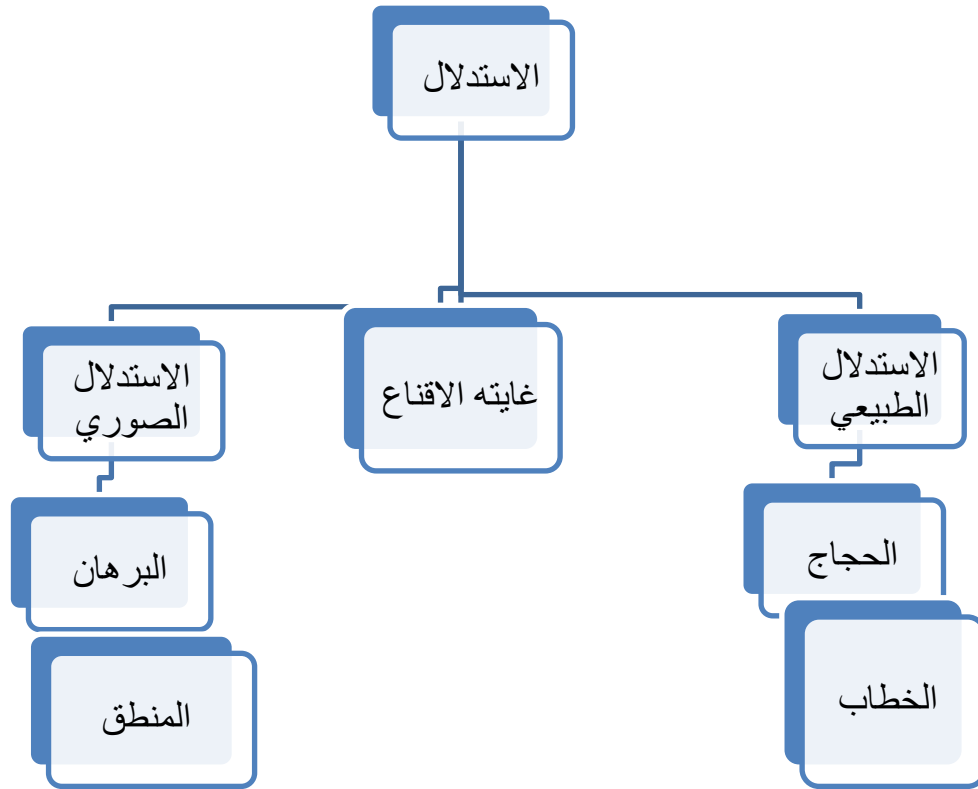 الاستدلال
الاستدلال
الطبيعي
غايته الاقناع
الاستدلال
الصوري
الحجاج
البرهان
الخطاب
المنطق